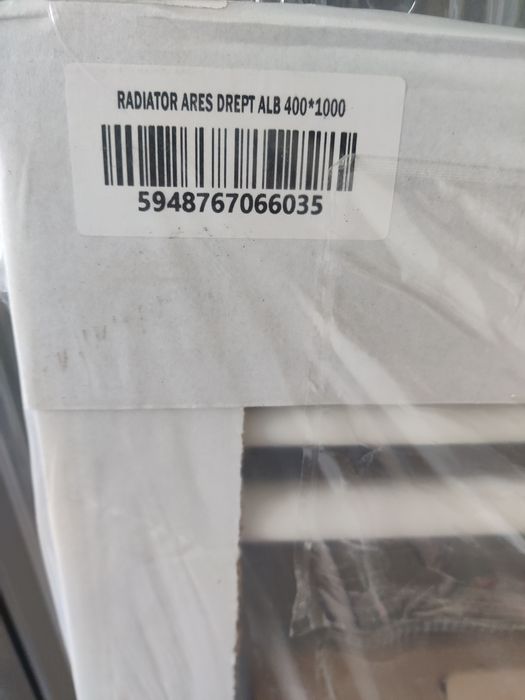 RADIATOR ARES DREPT ALB 400*1000
5948767066035